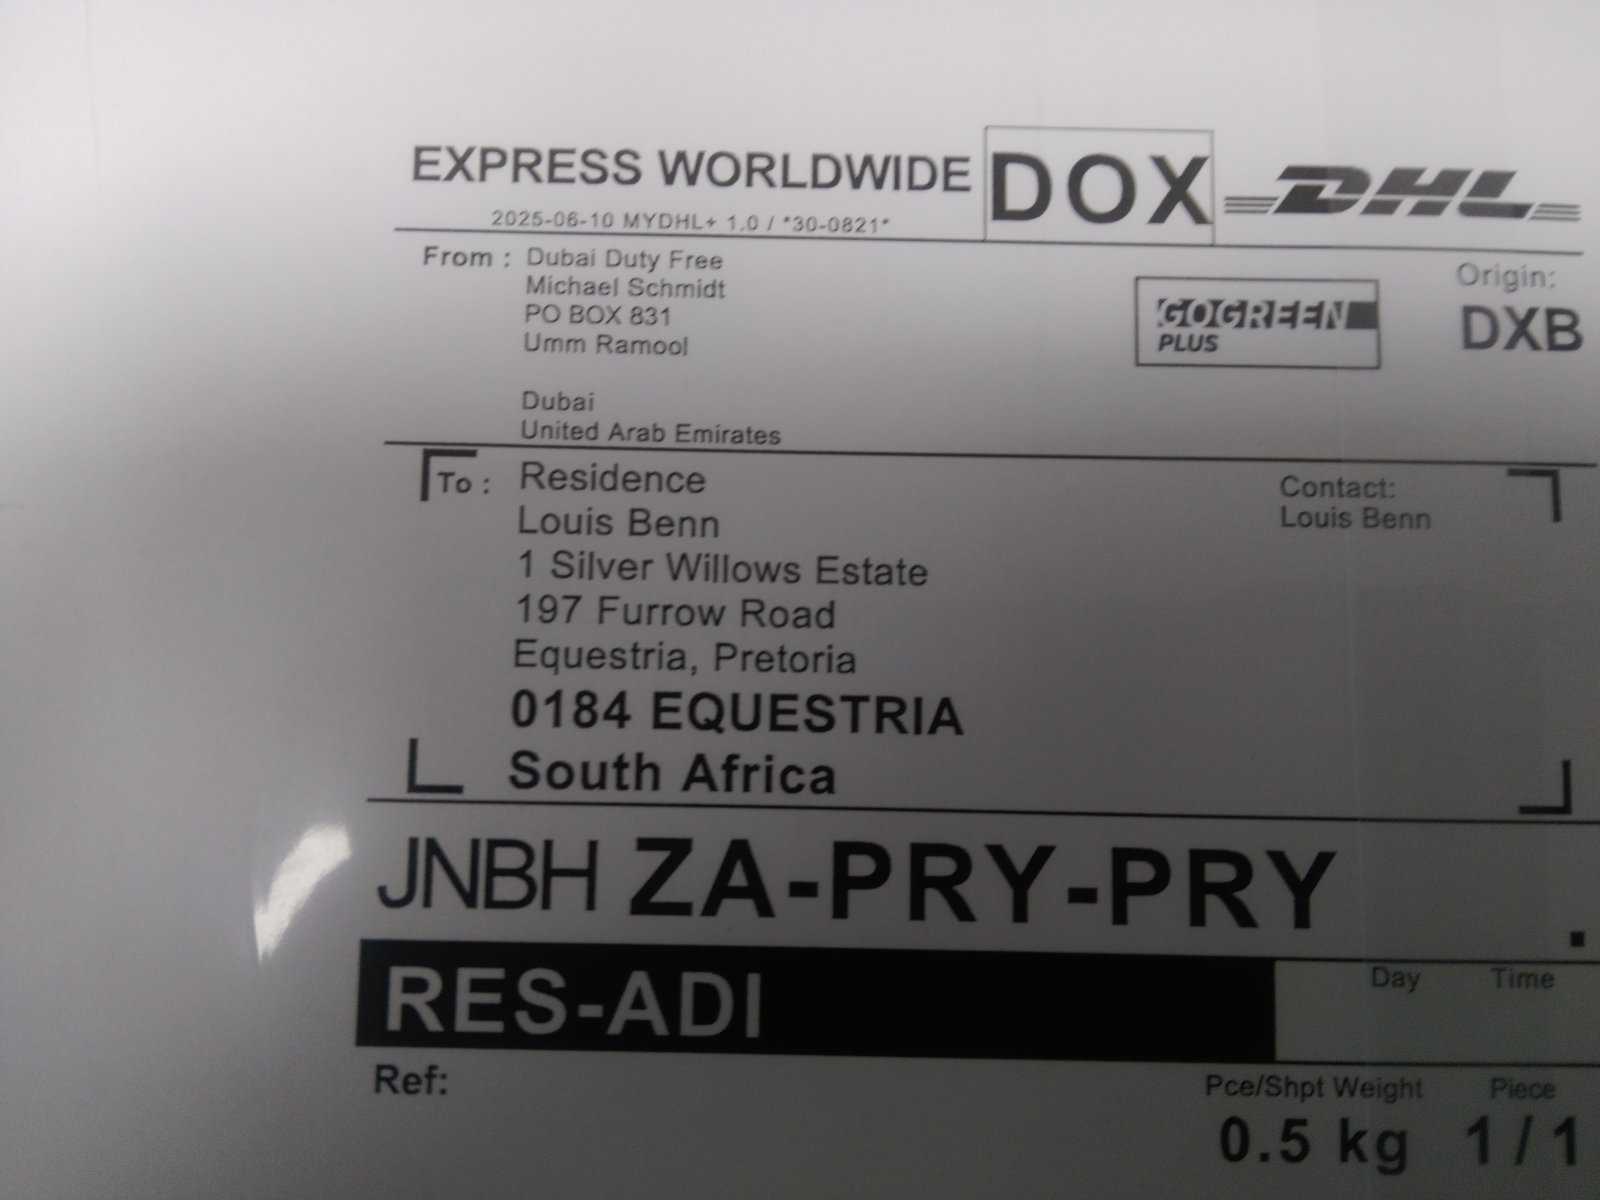 EXPRESS WORLDWIDE DOX DHL
2025-06-10 MYDHL+ 1.0 / *30-0821*
From : Dubai Duty Free
Michael Schmidt
PO BOX 831
Umm Ramool
Dubai
United Arab Emirates
GOGREEN
PLUS
Origin:
DXB
To : Residence
Louis Benn
1 Silver Willows Estate
197 Furrow Road
Equestria, Pretoria
0184 EQUESTRIA
South Africa
Contact:
Louis Benn
JNBH ZA-PRY-PRY
RES-ADI
Day Time
Ref:
Pce/Shpt Weight Piece
0.5 kg 1 / 1